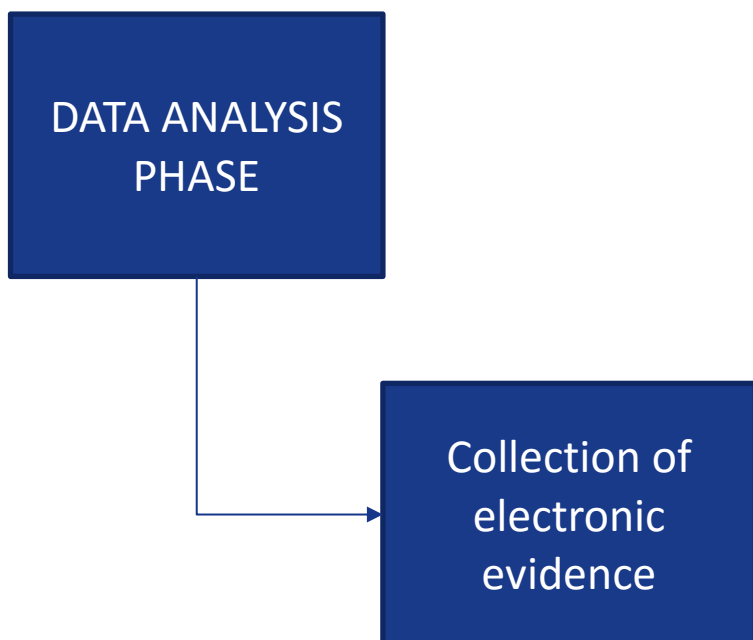 DATA ANALYSIS
PHASE
Collection of
electronic
evidence